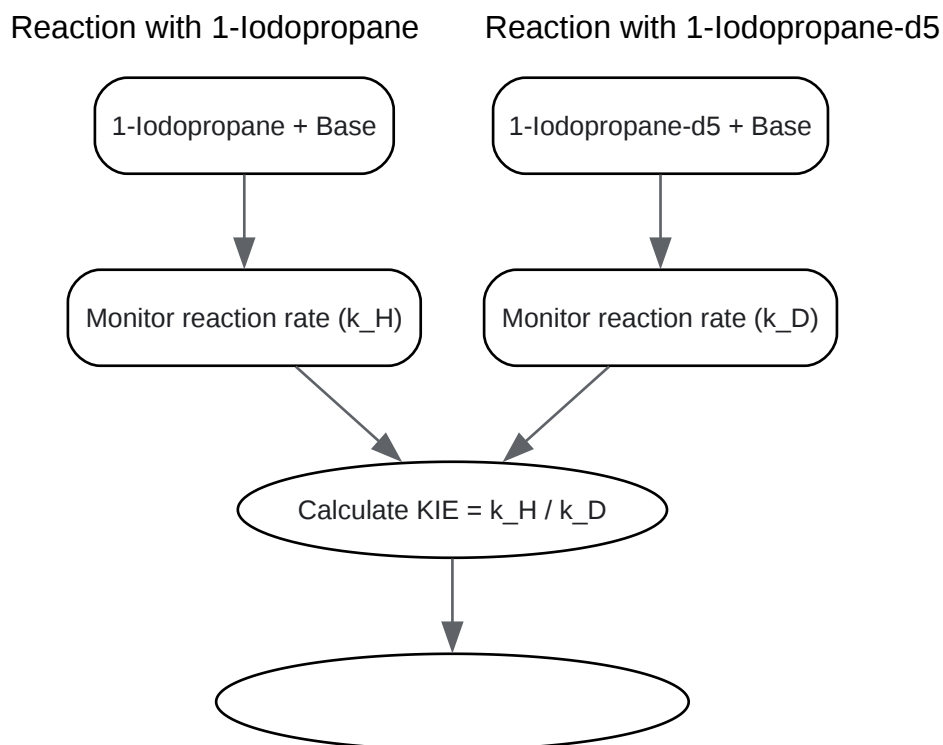 Reaction with 1-Iodopropane
Reaction with 1-Iodopropane-d5
1-Iodopropane + Base
1-Iodopropane-d5 + Base
Monitor reaction rate (k_H)
Monitor reaction rate (k_D)
Calculate KIE = k_H / k_D